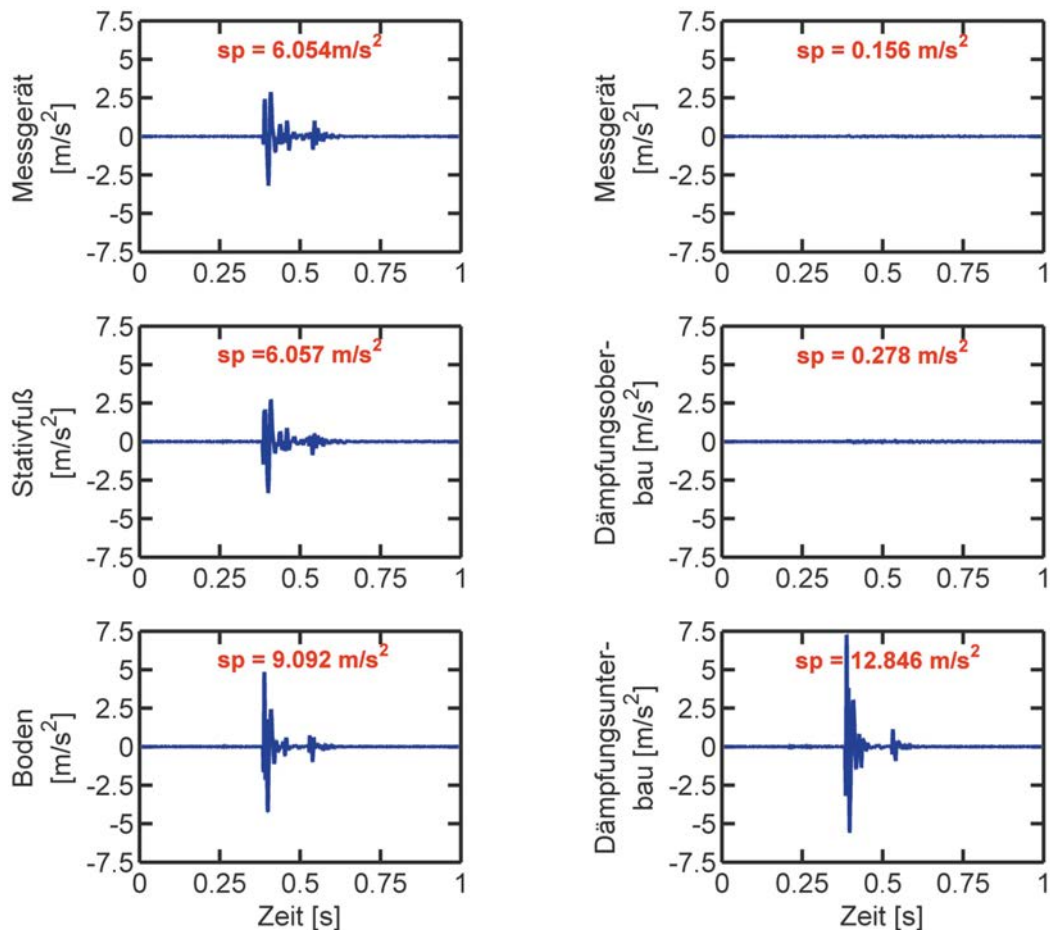 7.5
5
2.5
0
-2.5
-5
-7.5
Messgerät
[m/s²]
sp = 6.054m/s²
0 0.25 0.5 0.75 1
7.5
5
2.5
0
-2.5
-5
-7.5
Messgerät
[m/s²]
sp = 0.156 m/s²
0 0.25 0.5 0.75 1
7.5
5
2.5
0
-2.5
-5
-7.5
Stativfuß
[m/s²]
sp =6.057 m/s²
0 0.25 0.5 0.75 1
7.5
5
2.5
0
-2.5
-5
-7.5
Dämpfungsober-
bau [m/s²]
sp = 0.278 m/s²
0 0.25 0.5 0.75 1
7.5
5
2.5
0
-2.5
-5
-7.5
Boden
[m/s²]
sp = 9.092 m/s²
0 0.25 0.5 0.75 1
Zeit [s]
7.5
5
2.5
0
-2.5
-5
-7.5
Dämpfungsunter-
bau [m/s²]
sp = 12.846 m/s²
0 0.25 0.5 0.75 1
Zeit [s]